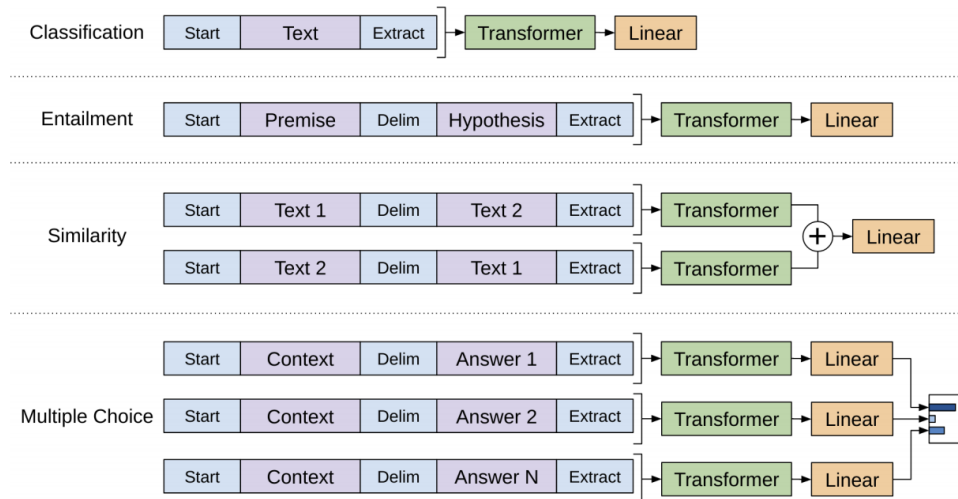 Classification Start Text Extract Transformer Linear
Entailment Start Premise Delim Hypothesis Extract Transformer Linear
Start Text 1 Delim Text 2 Extract Transformer
Similarity + Linear
Start Text 2 Delim Text 1 Extract Transformer
Start Context Delim Answer 1 Extract Transformer Linear
Multiple Choice Start Context Delim Answer 2 Extract Transformer Linear
Start Context Delim Answer N Extract Transformer Linear